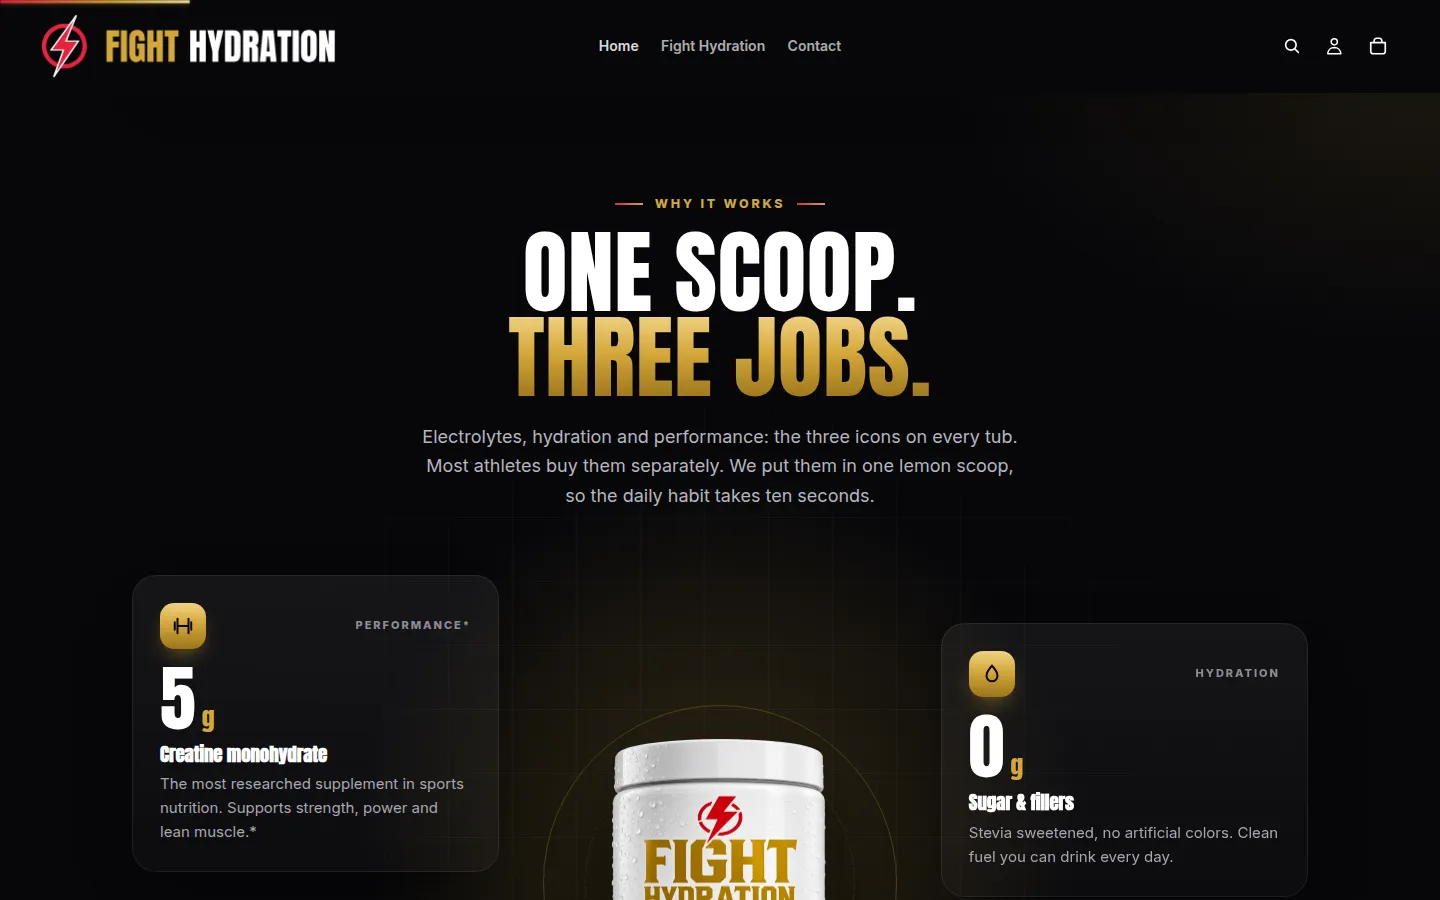 FIGHT HYDRATION
Home
Fight Hydration
Contact
WHY IT WORKS
ONE SCOOP.
THREE JOBS.
Electrolytes, hydration and performance: the three icons on every tub.
Most athletes buy them separately. We put them in one lemon scoop,
so the daily habit takes ten seconds.
PERFORMANCE*
5 g
Creatine monohydrate
The most researched supplement in sports
nutrition. Supports strength, power and
lean muscle.*
HYDRATION
0 g
Sugar & fillers
Stevia sweetened, no artificial colors. Clean
fuel you can drink every day.
FIGHT
HYDRATION